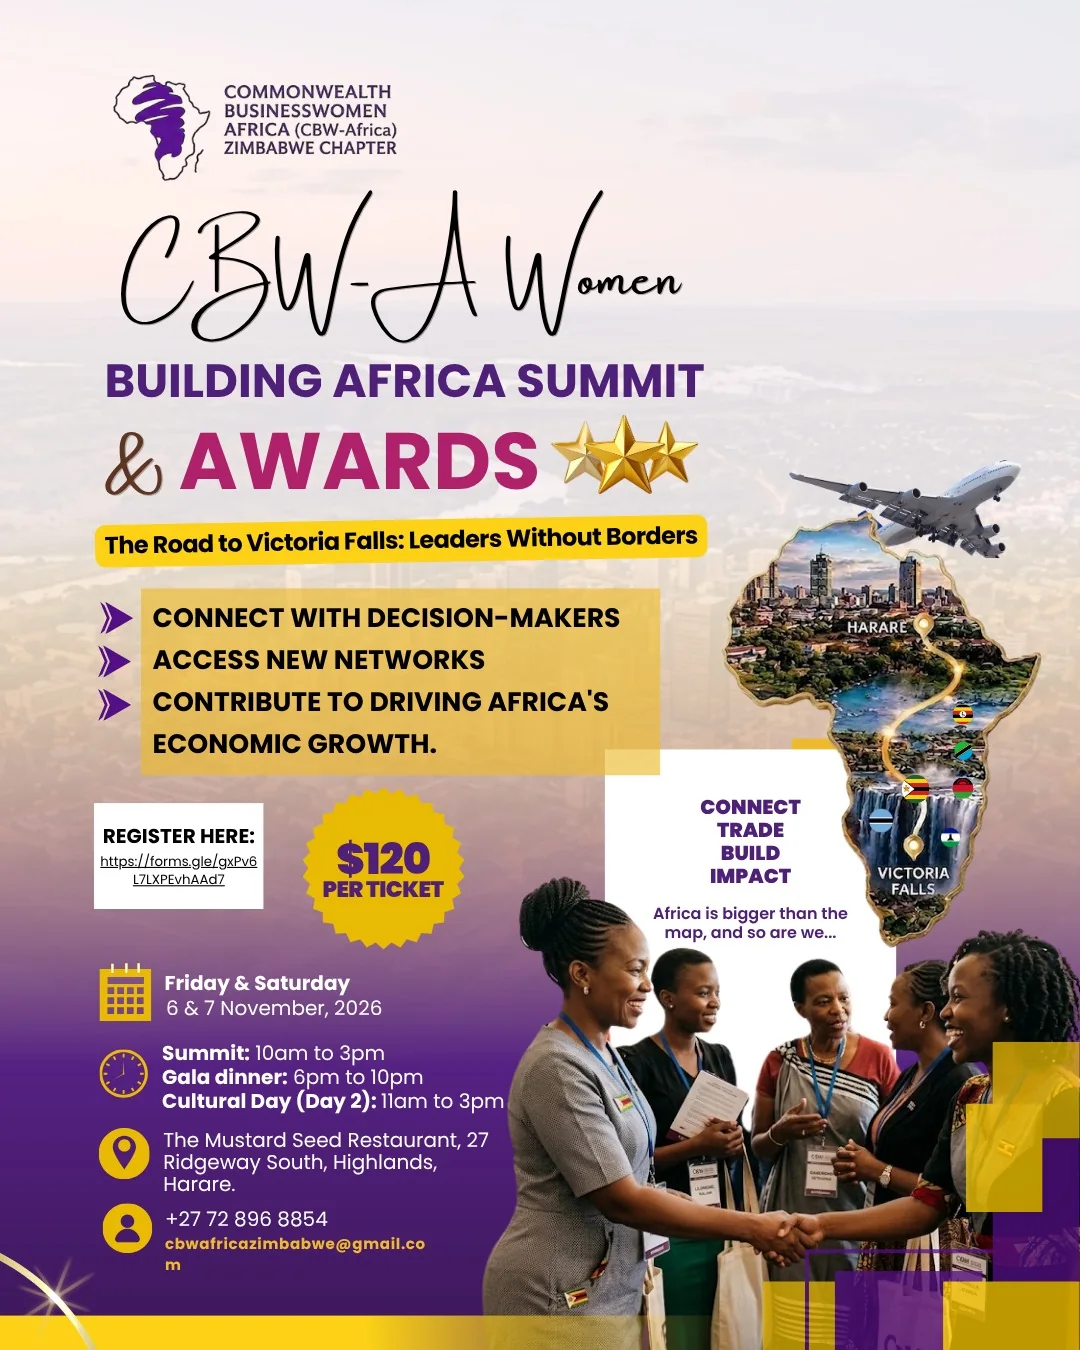 COMMONWEALTH
BUSINESSWOMEN
AFRICA (CBW-Africa)
ZIMBABWE CHAPTER
CBW-A Women
BUILDING AFRICA SUMMIT
& AWARDS
The Road to Victoria Falls: Leaders Without Borders
CONNECT WITH DECISION-MAKERS
ACCESS NEW NETWORKS
CONTRIBUTE TO DRIVING AFRICA'S
ECONOMIC GROWTH.
HARARE
VICTORIA
FALLS
CONNECT
TRADE
BUILD
IMPACT
Africa is bigger than the
map, and so are we...
REGISTER HERE:
https://forms.gle/gxPv6
L7LXPEvhAAd7
$120
PER TICKET
Friday & Saturday
6 & 7 November, 2026
Summit: 10am to 3pm
Gala dinner: 6pm to 10pm
Cultural Day (Day 2): 11am to 3pm
The Mustard Seed Restaurant, 27
Ridgeway South, Highlands,
Harare.
+27 72 896 8854
cbwafricazimbabwe@gmail.co
m